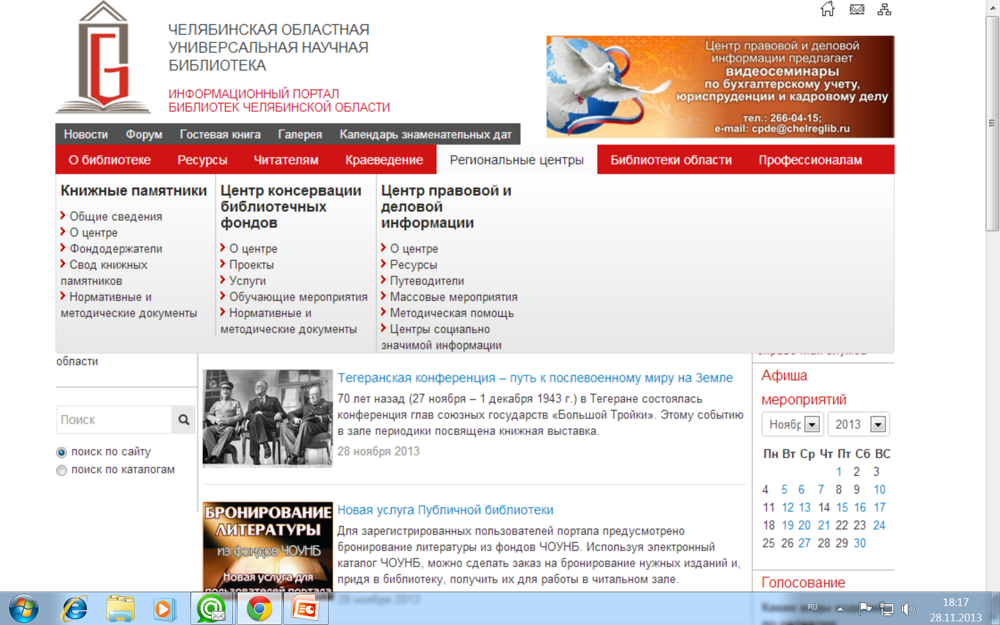 ЧЕЛЯБИНСКАЯ ОБЛАСТНАЯ
УНИВЕРСАЛЬНАЯ НАУЧНАЯ
БИБЛИОТЕКА
ИНФОРМАЦИОННЫЙ ПОРТАЛ
БИБЛИОТЕК ЧЕЛЯБИНСКОЙ ОБЛАСТИ
Центр правовой и деловой
информации предлагает
видеосеминары
по бухгалтерскому учету,
юриспруденции и кадровому делу
тел.: 266-04-15;
e-mail: cpde@chelreglib.ru
Новости Форум Гостевая книга Галерея Календарь знаменательных дат
О библиотеке Ресурсы Читателям Краеведение Региональные центры Библиотеки области Профессионалам
Книжные памятники
Общие сведения
О центре
Фондодержатели
Свод книжных
памятников
Нормативные и
методические документы
Центр консервации
библиотечных
фондов
О центре
Проекты
Услуги
Обучающие мероприятия
Нормативные и
методические документы
Центр правовой и
деловой
информации
О центре
Ресурсы
Путеводители
Массовые мероприятия
Методическая помощь
Центры социально
значимой информации
области
Поиск
поиск по сайту
поиск по каталогам
Тегеранская конференция – путь к послевоенному миру на Земле
70 лет назад (27 ноября – 1 декабря 1943 г.) в Тегеране состоялась
конференция глав союзных государств «Большой Тройки». Этому событию
в зале периодики посвящена книжная выставка.
28 ноября 2013
БРОНИРОВАНИЕ
ЛИТЕРАТУРЫ
из фондов ЧОУНБ
Новая услуга для
пользователей портала
Новая услуга Публичной библиотеки
Для зарегистрированных пользователей портала предусмотрено
бронирование литературы из фондов ЧОУНБ. Используя электронный
каталог ЧОУНБ, можно сделать заказ на бронирование нужных изданий и,
придя в библиотеку, получить их для работы в читальном зале.
28 ноября 2013
Афиша
мероприятий
Ноябр 2013
Пн Вт Ср Чт Пт Сб ВС
1 2 3
4 5 6 7 8 9 10
11 12 13 14 15 16 17
18 19 20 21 22 23 24
25 26 27 28 29 30
Голосование
RU
18:17
28.11.2013